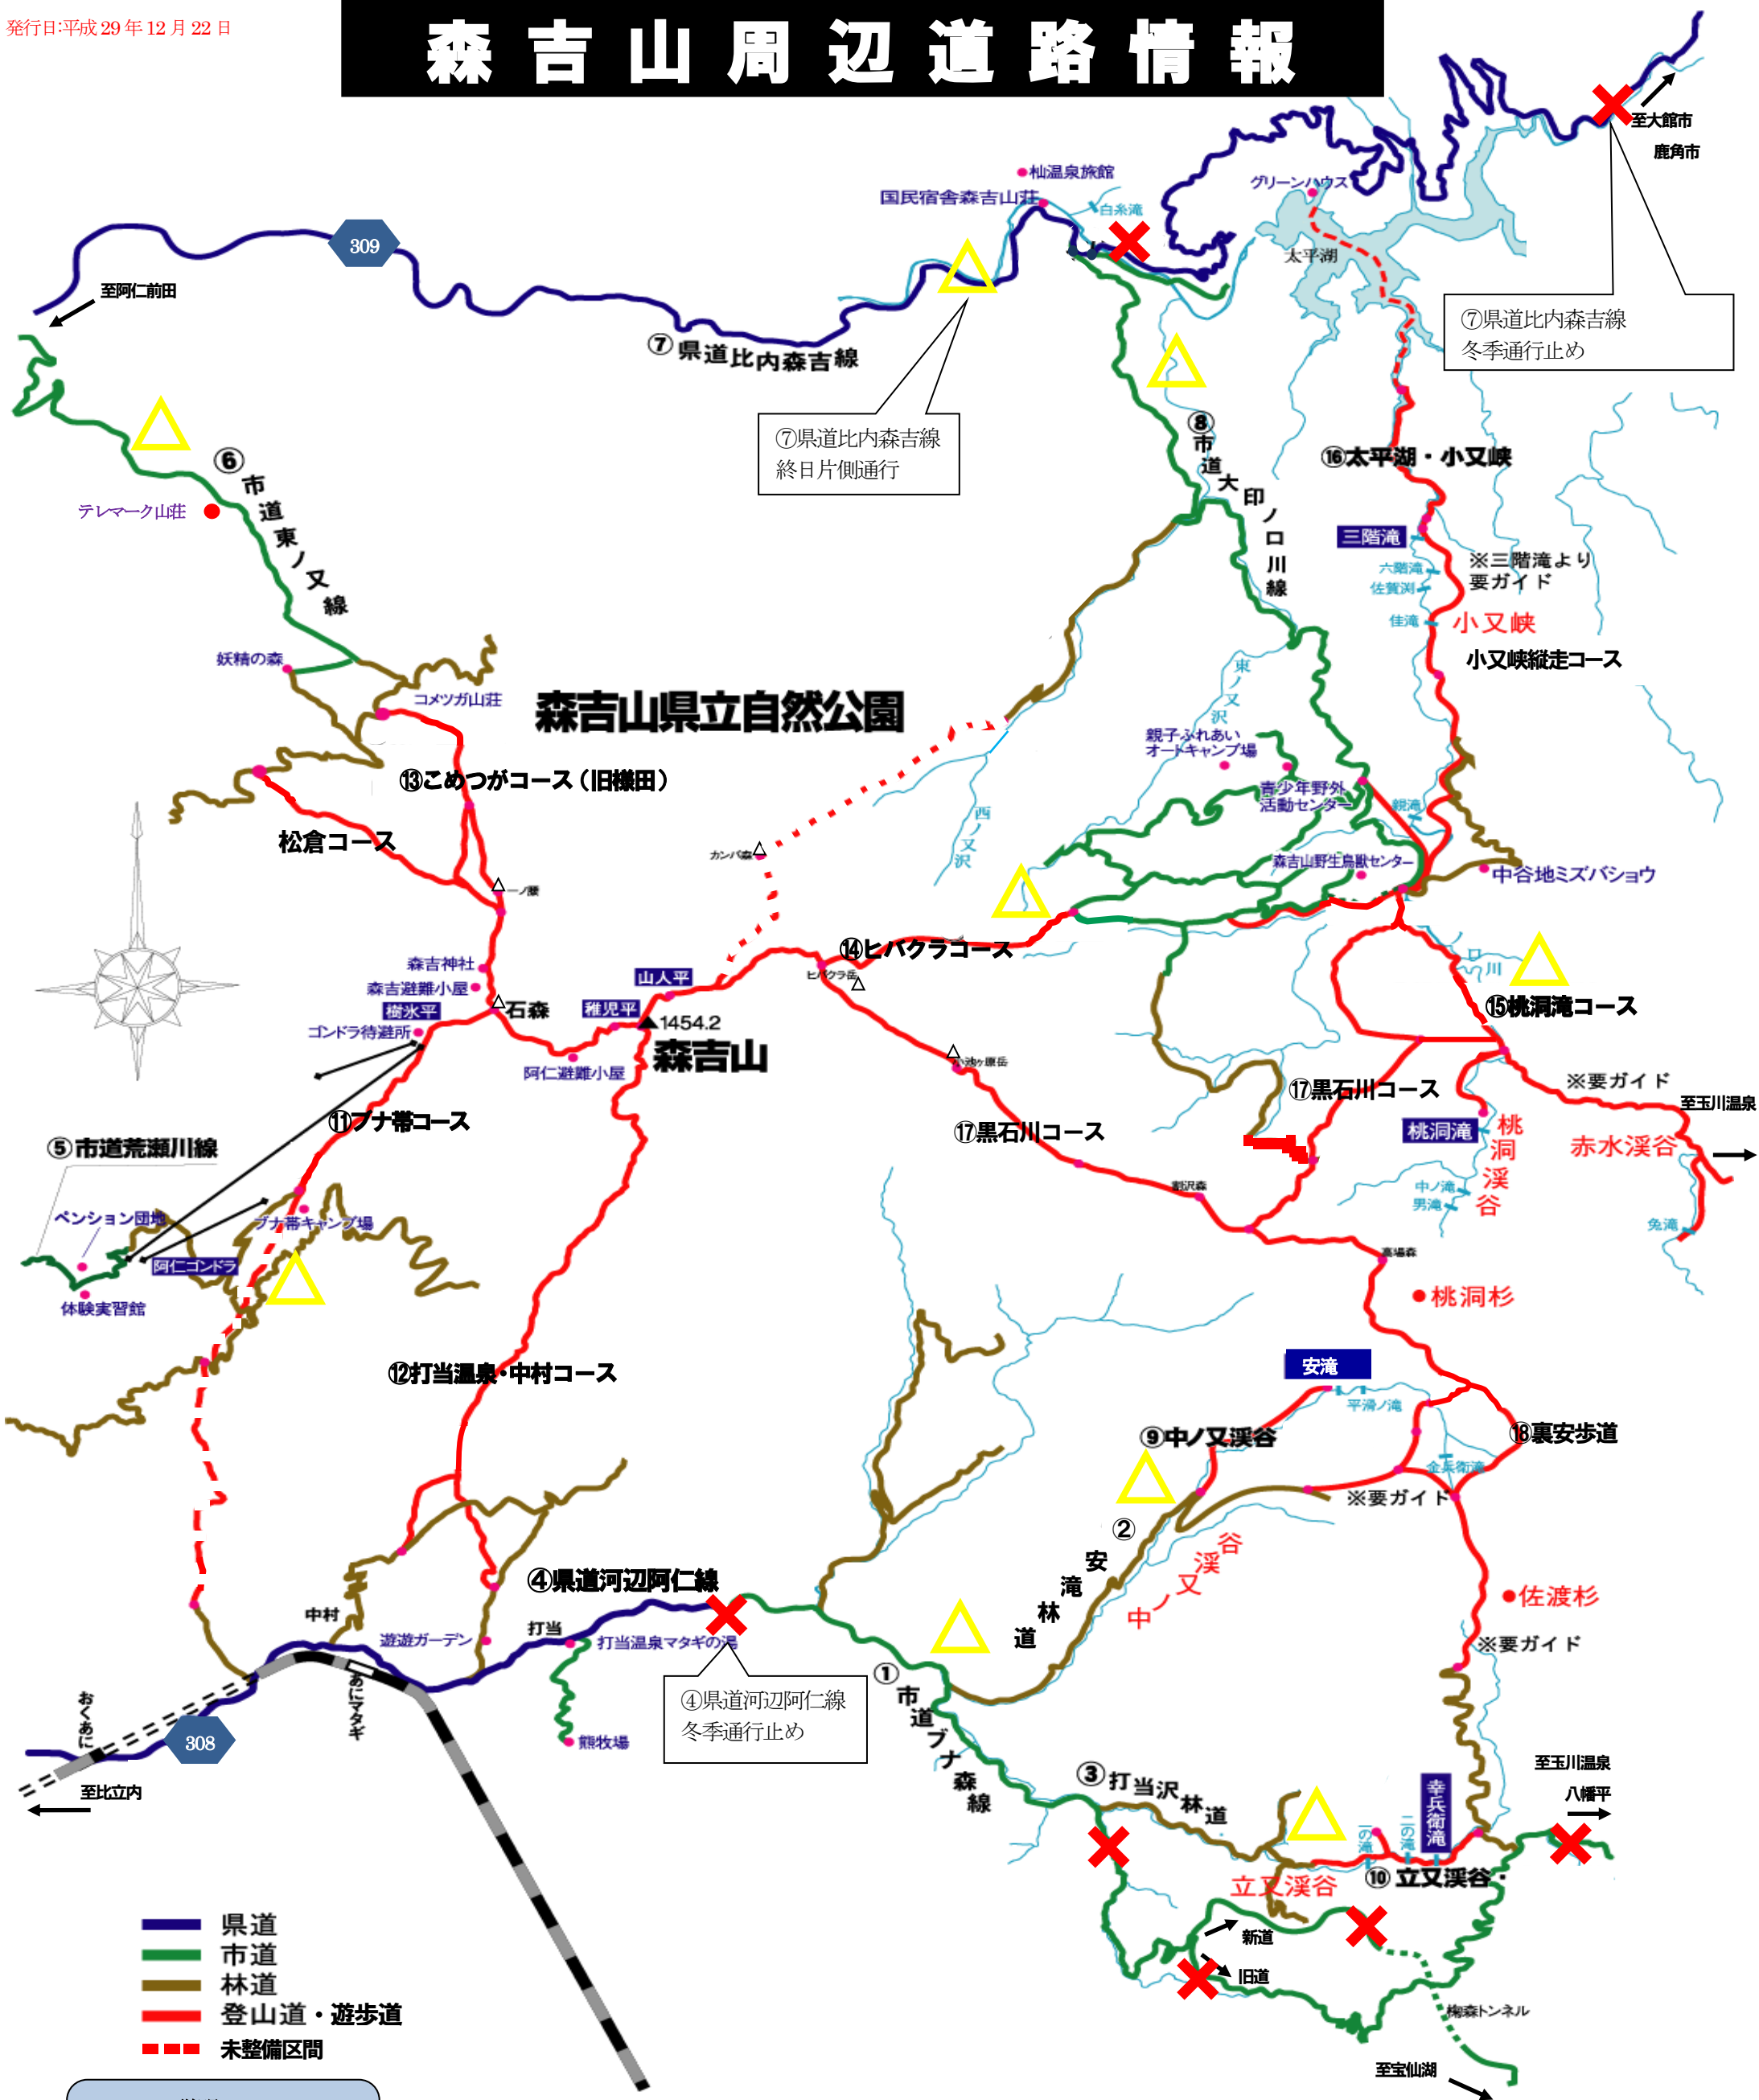 発行日:平成 29 年 12 月 22 日
森吉山周辺道路情報
至大館市
鹿角市
杣温泉旅館
国民宿舎森吉山荘
白糸滝
グリーンハウス
太平湖
309
至阿仁前田
⑦県道比内森吉線
⑦県道比内森吉線
冬季通行止め
⑦県道比内森吉線
終日片側通行
⑥市道東ノ又線
テレマーク山荘
⑧市道大印ノロ川線
⑯太平湖・小又峡
三階滝
※三階滝より
要ガイド
六階滝
佐賀渕
佳滝
小又峡
小又峡縦走コース
妖精の森
コメツガ山荘
森吉山県立自然公園
東ノ又沢
親子ふれあい
オートキャンプ場
青少年野外
活動センター
⑬こめつがコース（旧様田）
松倉コース
西ノ又沢
カンバ森
一ノ腰
森吉山野生鳥獣センター
中谷地ミズバショウ
⑭ヒバクラコース
ヒバクラ岳
森吉神社
森吉避難小屋
樹氷平
石森
ゴンドラ待避所
山人平
稚児平
1454.2
森吉山
阿仁避難小屋
ロ川
⑮桃洞滝コース
⑰黒石川コース
※要ガイド
至玉川温泉
⑪ブナ帯コース
⑰黒石川コース
桃洞滝
桃洞渓谷
赤水渓谷
中ノ滝
男滝
兎滝
⑤市道荒瀬川線
ペンション団地
ブナ帯キャンプ場
阿仁ゴンドラ
体験実習館
割沢森
高場森
桃洞杉
⑫打当温泉・中村コース
安滝
平滑ノ滝
⑨中ノ又渓谷
⑱裏安歩道
金兵衛滝
※要ガイド
②安滝林道
中ノ又渓谷
佐渡杉
※要ガイド
④県道河辺阿仁線
中村
打当
遊遊ガーデン
打当温泉マタギの湯
④県道河辺阿仁線
冬季通行止め
①市道ブナ森線
おくあに
あにマタギ
308
熊牧場
至比立内
③打当沢林道
至玉川温泉
八幡平
幸兵衛滝
一の滝
二の滝
立又渓谷
⑩立又渓谷・
新道
旧道
至宝仙湖
県道
市道
林道
登山道・遊歩道
未整備区間